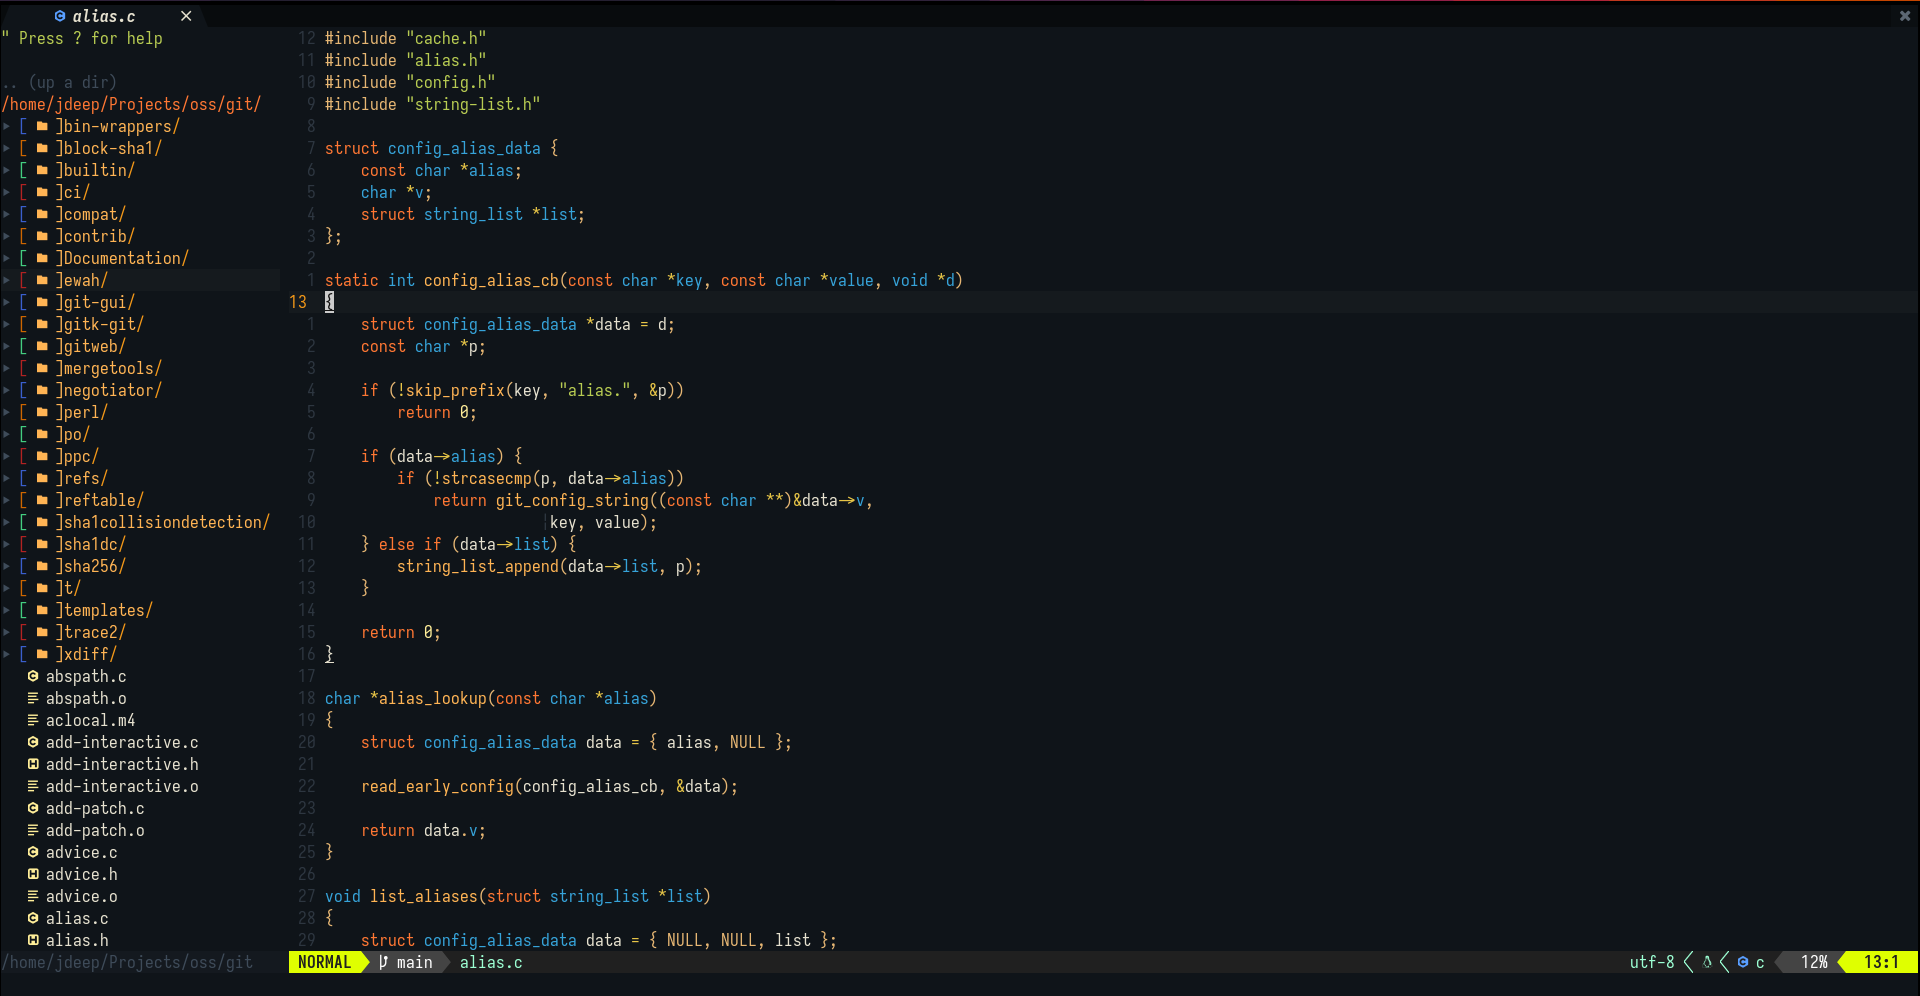 alias.c ✕ ✖
" Press ? for help
.. (up a dir)
/home/jdeep/Projects/oss/git/
▸ [ ]bin-wrappers/
▸ [ ]block-sha1/
▸ [ ]builtin/
▸ [ ]ci/
▸ [ ]compat/
▸ [ ]contrib/
▸ [ ]Documentation/
▸ [ ]ewah/
▸ [ ]git-gui/
▸ [ ]gitk-git/
▸ [ ]gitweb/
▸ [ ]mergetools/
▸ [ ]negotiator/
▸ [ ]perl/
▸ [ ]po/
▸ [ ]ppc/
▸ [ ]refs/
▸ [ ]reftable/
▸ [ ]sha1collisiondetection/
▸ [ ]sha1dc/
▸ [ ]sha256/
▸ [ ]t/
▸ [ ]templates/
▸ [ ]trace2/
▸ [ ]xdiff/
abspath.c
abspath.o
aclocal.m4
add-interactive.c
add-interactive.h
add-interactive.o
add-patch.c
add-patch.o
advice.c
advice.h
advice.o
alias.c
alias.h
/home/jdeep/Projects/oss/git
12 #include "cache.h"
11 #include "alias.h"
10 #include "config.h"
9 #include "string-list.h"
8
7 struct config_alias_data {
6     const char *alias;
5     char *v;
4     struct string_list *list;
3 };
2
1 static int config_alias_cb(const char *key, const char *value, void *d)
13 {
1     struct config_alias_data *data = d;
2     const char *p;
3
4     if (!skip_prefix(key, "alias.", &p))
5         return 0;
6
7     if (data->alias) {
8         if (!strcasecmp(p, data->alias))
9             return git_config_string((const char **)&data->v,
10                         key, value);
11     } else if (data->list) {
12         string_list_append(data->list, p);
13     }
14
15     return 0;
16 }
17
18 char *alias_lookup(const char *alias)
19 {
20     struct config_alias_data data = { alias, NULL };
21
22     read_early_config(config_alias_cb, &data);
23
24     return data.v;
25 }
26
27 void list_aliases(struct string_list *list)
28 {
29     struct config_alias_data data = { NULL, NULL, list };
NORMAL main alias.c utf-8 c 12% 13:1